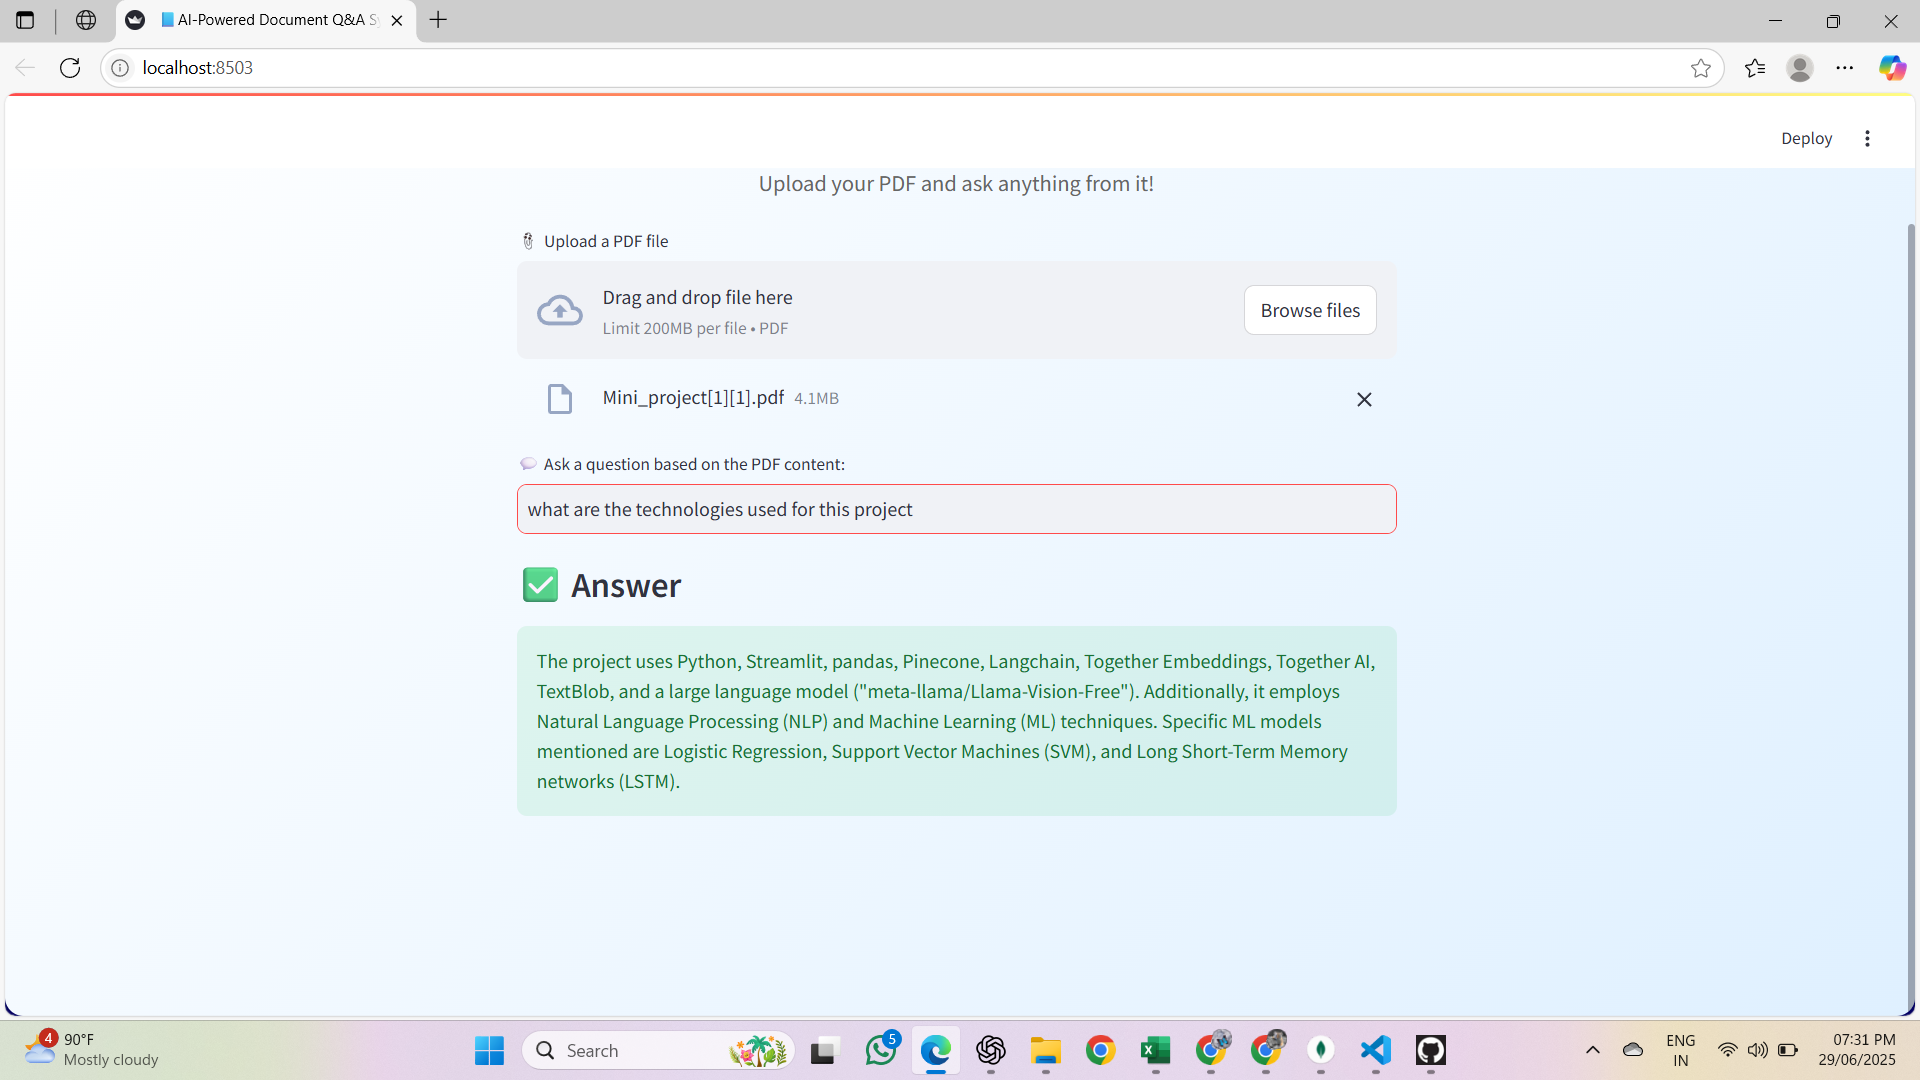 AI-Powered Document Q&A Sy
localhost:8503
Deploy
Upload your PDF and ask anything from it!
Upload a PDF file
Drag and drop file here
Limit 200MB per file • PDF
Browse files
Mini_project[1][1].pdf 4.1MB
Ask a question based on the PDF content:
what are the technologies used for this project
Answer
The project uses Python, Streamlit, pandas, Pinecone, Langchain, Together Embeddings, Together AI,
TextBlob, and a large language model ("meta-llama/Llama-Vision-Free"). Additionally, it employs
Natural Language Processing (NLP) and Machine Learning (ML) techniques. Specific ML models
mentioned are Logistic Regression, Support Vector Machines (SVM), and Long Short-Term Memory
networks (LSTM).
4
90°F
Mostly cloudy
Search
5
ENG
IN
07:31 PM
29/06/2025